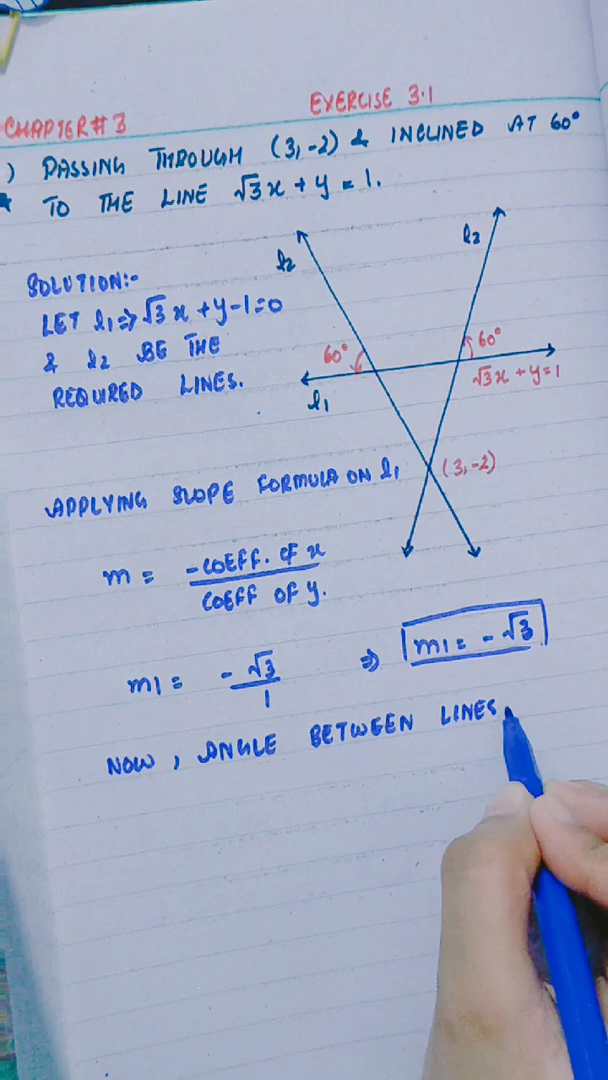 CHAPTER # 3
EXERCISE 3.1
) PASSING THROUGH (3,-2) & INCLINED AT 60°
TO THE LINE √3x + y = 1.
SOLUTION:-
LET l1 ⇒ √3x + y - 1 = 0
& l2 BE THE
REQUIRED LINES.
l2
l2
60°
60°
√3x + y = 1
l1
(3,-2)
APPLYING SLOPE FORMULA ON l1
m = -COEFF. OF x
COEFF OF y.
m1 = -√3
1
⇒ m1 = -√3
NOW, ANGLE BETWEEN LINES